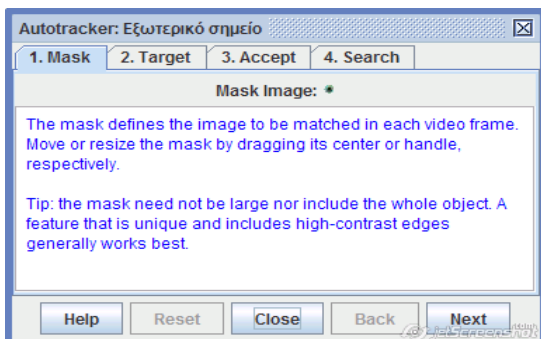 Autotracker: Εξωτερικό σημείο
1. Mask 2. Target 3. Accept 4. Search
Mask Image:
The mask defines the image to be matched in each video frame.
Move or resize the mask by dragging its center or handle,
respectively.
Tip: the mask need not be large nor include the whole object. A
feature that is unique and includes high-contrast edges
generally works best.
Help Reset Close Back Next
JetScreenshot